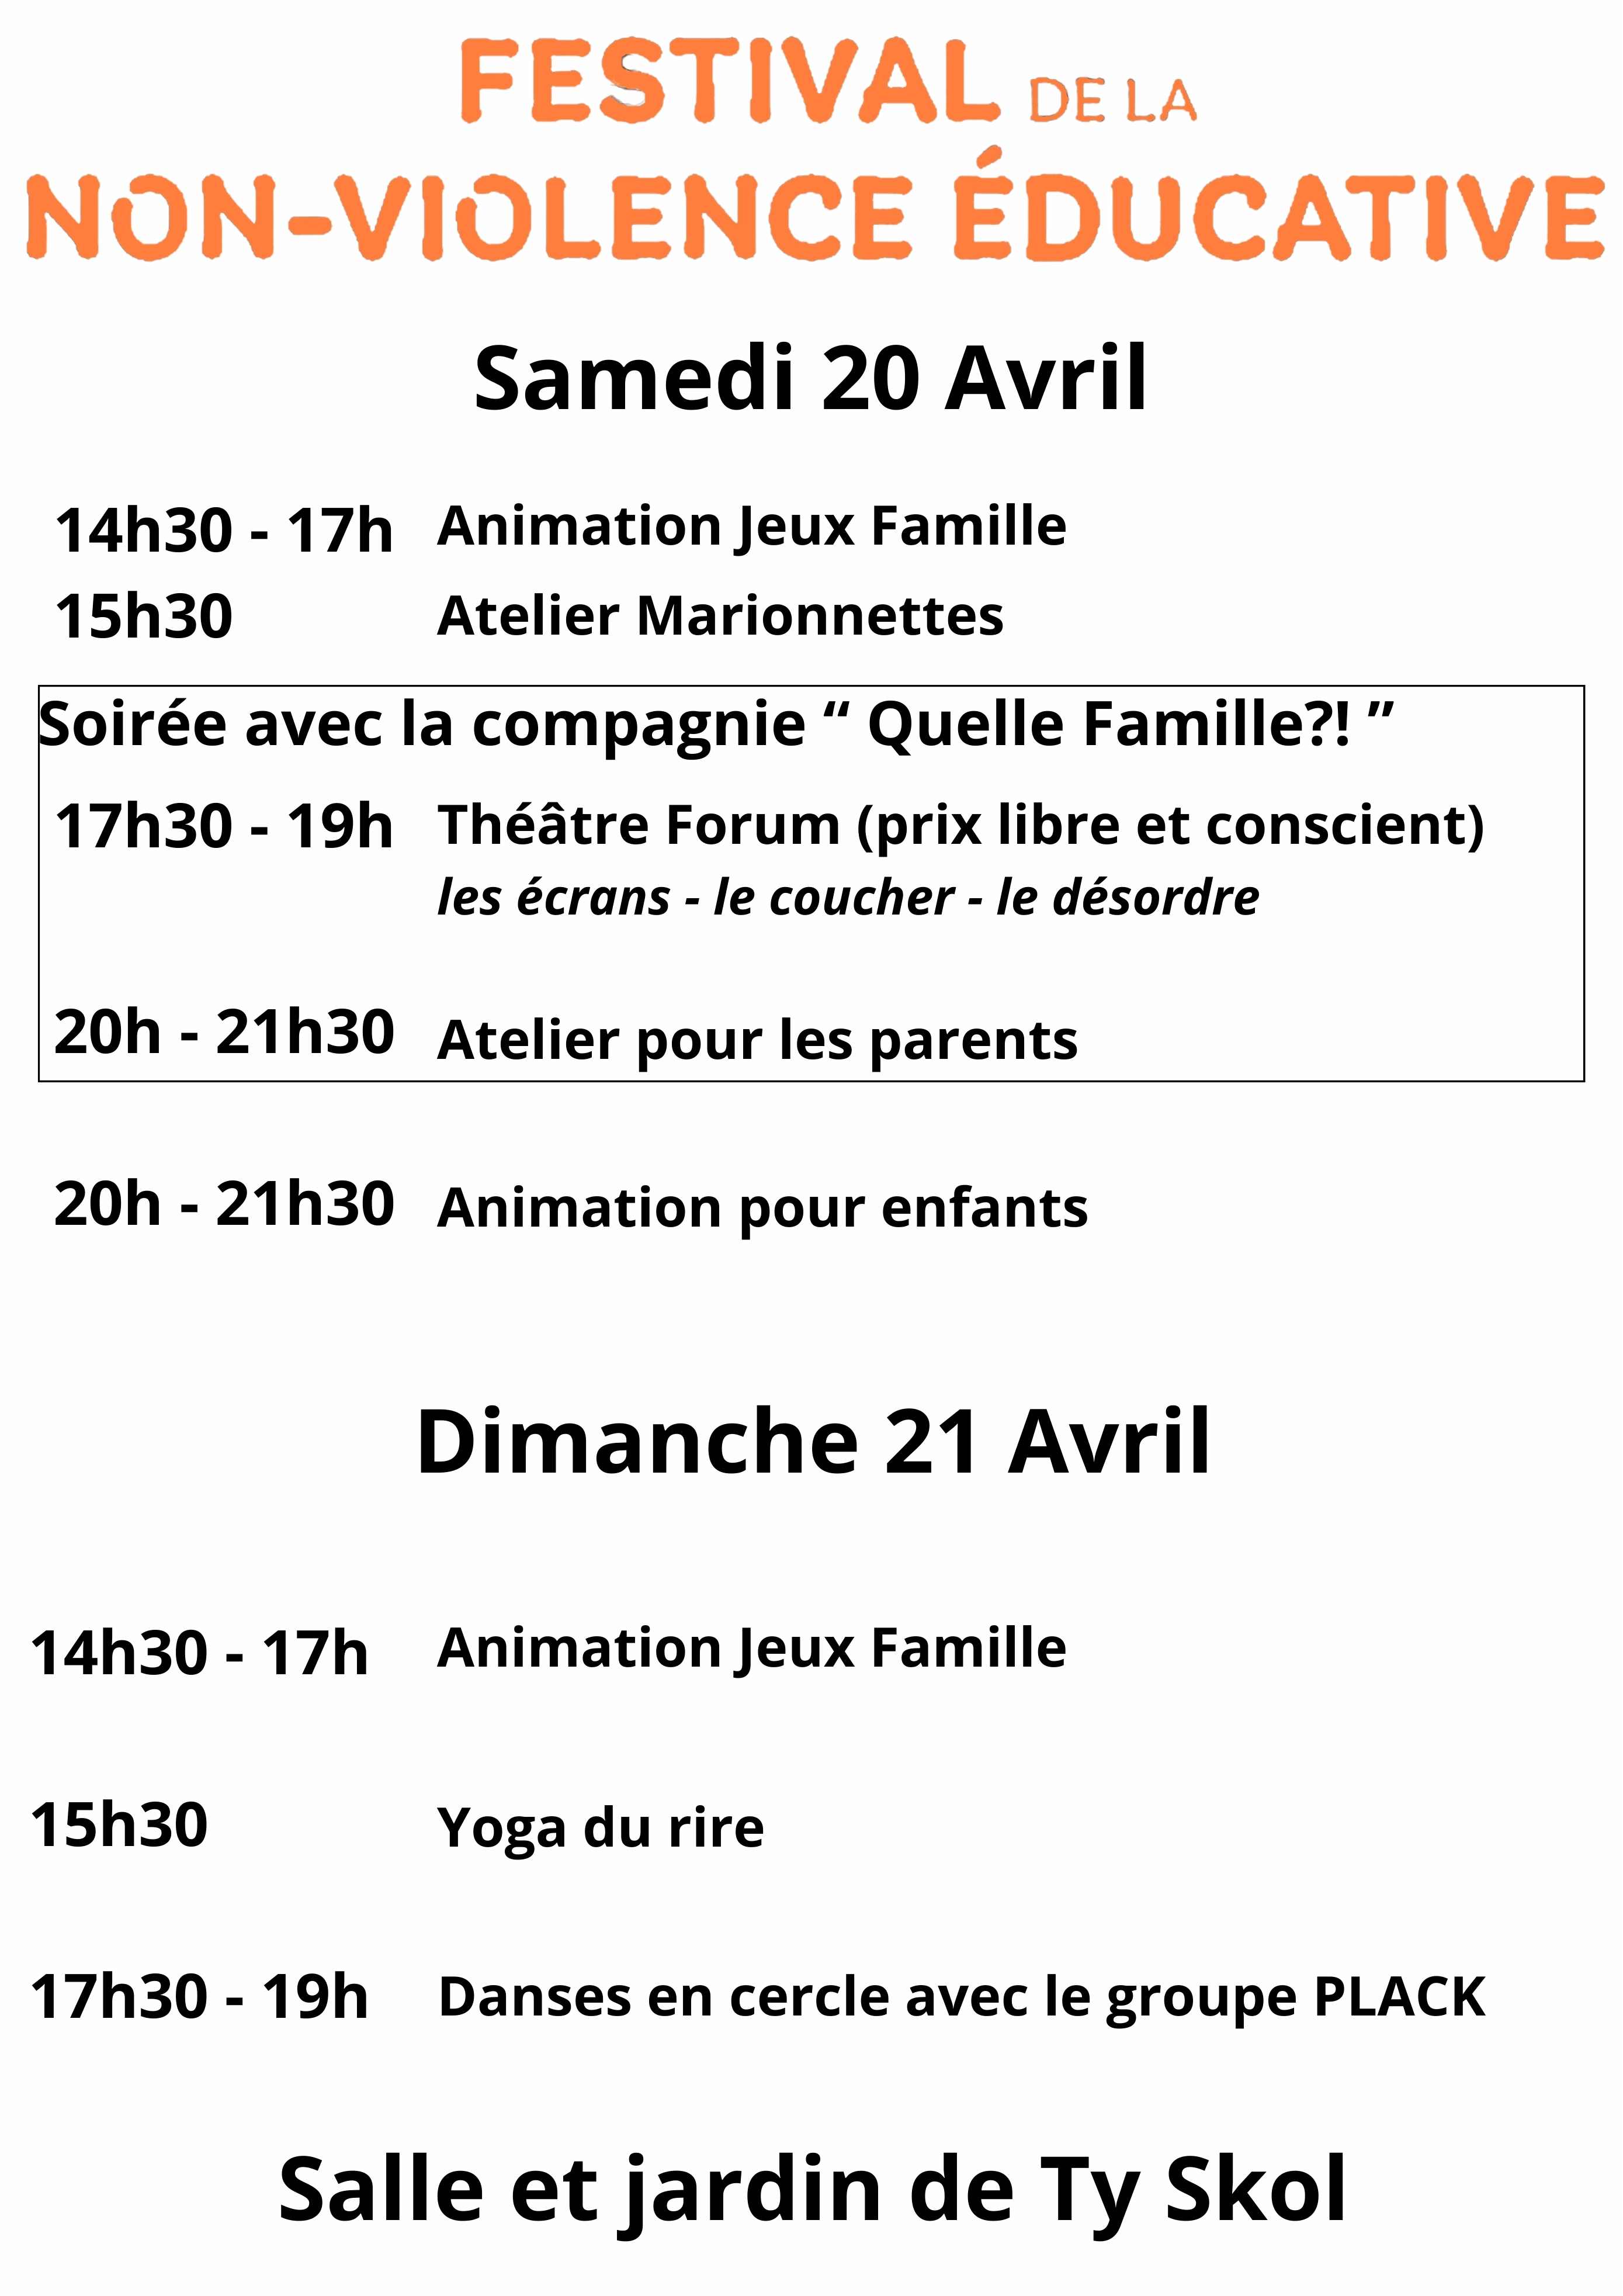 FESTIVAL DE LA
NON-VIOLENCE ÉDUCATIVE
Samedi 20 Avril
14h30 - 17h Animation Jeux Famille
15h30 Atelier Marionnettes
Soirée avec la compagnie “ Quelle Famille?! ”
17h30 - 19h Théâtre Forum (prix libre et conscient)
les écrans - le coucher - le désordre
20h - 21h30 Atelier pour les parents
20h - 21h30 Animation pour enfants
Dimanche 21 Avril
14h30 - 17h Animation Jeux Famille
15h30 Yoga du rire
17h30 - 19h Danses en cercle avec le groupe PLACK
Salle et jardin de Ty Skol